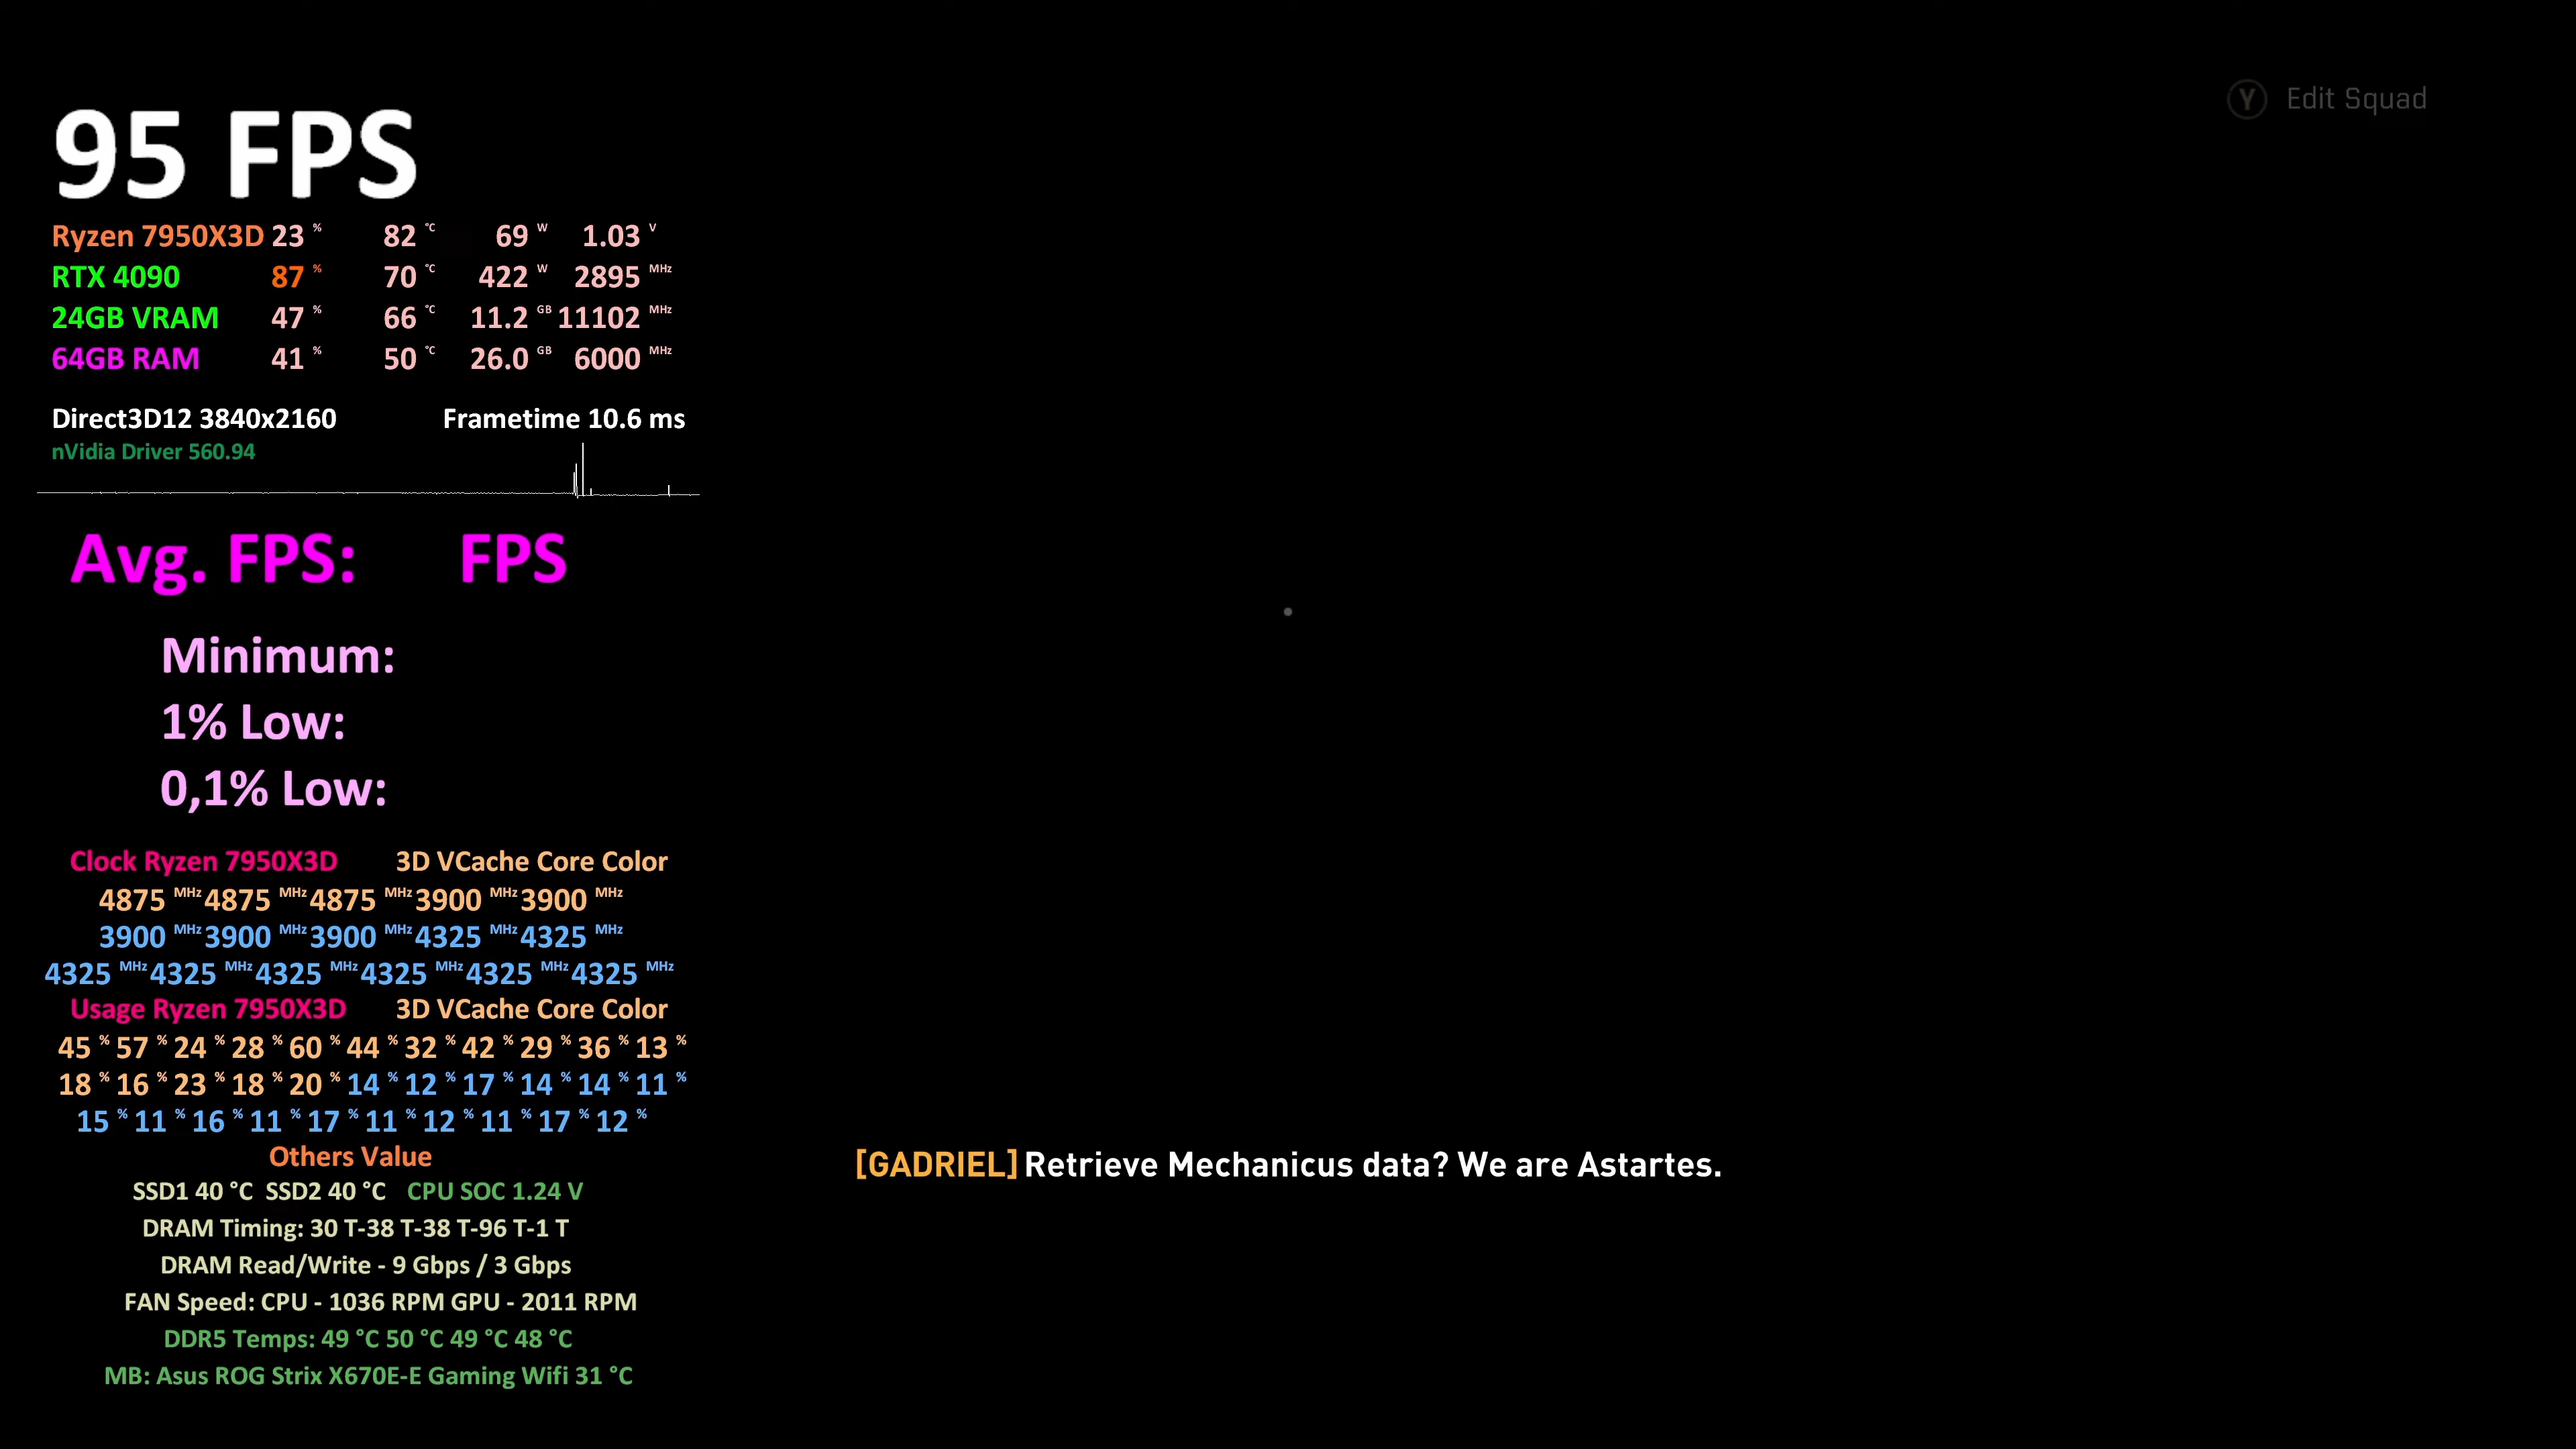 Y Edit Squad
95 FPS
Ryzen 7950X3D 23 % 82 °C 69 W 1.03 V
RTX 4090 87 % 70 °C 422 W 2895 MHz
24GB VRAM 47 % 66 °C 11.2 GB 11102 MHz
64GB RAM 41 % 50 °C 26.0 GB 6000 MHz
Direct3D12 3840x2160 Frametime 10.6 ms
nVidia Driver 560.94
Avg. FPS: FPS
Minimum:
1% Low:
0,1% Low:
Clock Ryzen 7950X3D 3D VCache Core Color
4875 MHz 4875 MHz 4875 MHz 3900 MHz 3900 MHz
3900 MHz 3900 MHz 3900 MHz 4325 MHz 4325 MHz
4325 MHz 4325 MHz 4325 MHz 4325 MHz 4325 MHz 4325 MHz
Usage Ryzen 7950X3D 3D VCache Core Color
45 % 57 % 24 % 28 % 60 % 44 % 32 % 42 % 29 % 36 % 13 %
18 % 16 % 23 % 18 % 20 % 14 % 12 % 17 % 14 % 14 % 11 %
15 % 11 % 16 % 11 % 17 % 11 % 12 % 11 % 17 % 12 %
Others Value
SSD1 40 °C SSD2 40 °C CPU SOC 1.24 V
DRAM Timing: 30 T-38 T-38 T-96 T-1 T
DRAM Read/Write - 9 Gbps / 3 Gbps
FAN Speed: CPU - 1036 RPM GPU - 2011 RPM
DDR5 Temps: 49 °C 50 °C 49 °C 48 °C
MB: Asus ROG Strix X670E-E Gaming Wifi 31 °C
[GADRIEL] Retrieve Mechanicus data? We are Astartes.